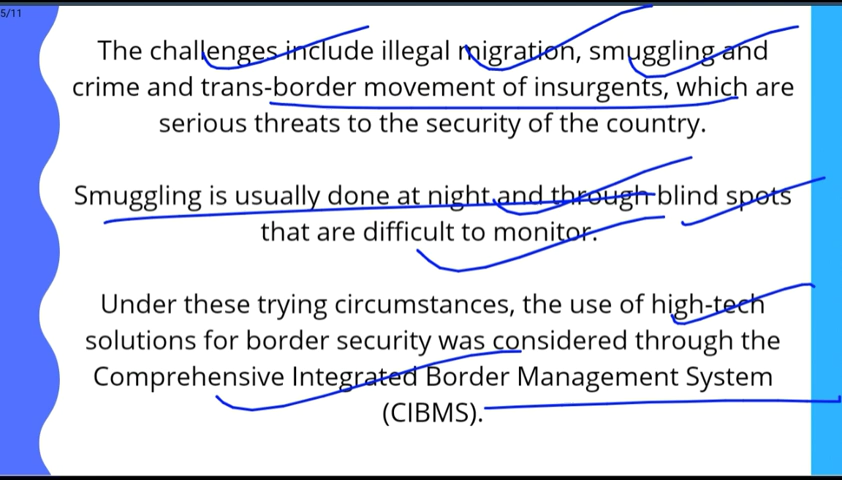 5/11
The challenges include illegal migration, smuggling and
crime and trans-border movement of insurgents, which are
serious threats to the security of the country.
Smuggling is usually done at night and through blind spots
that are difficult to monitor.
Under these trying circumstances, the use of high-tech
solutions for border security was considered through the
Comprehensive Integrated Border Management System
(CIBMS).